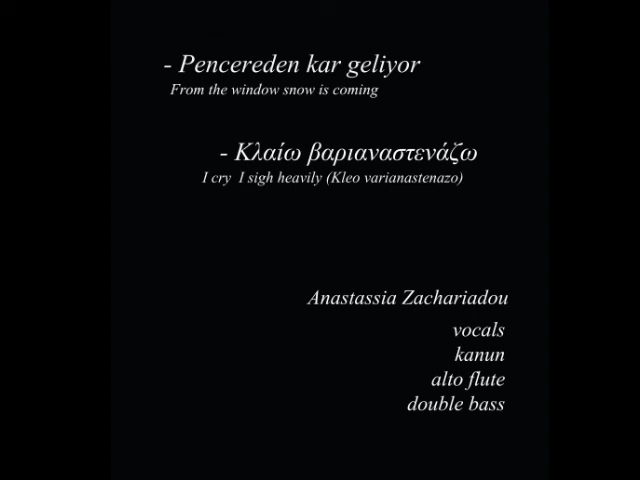 - Pencereden kar geliyor
From the window snow is coming
- Κλαίω βαριαναστενάζω
I cry I sigh heavily (Kleo varianastenazo)
Anastassia Zachariadou
vocals
kanun
alto flute
double bass